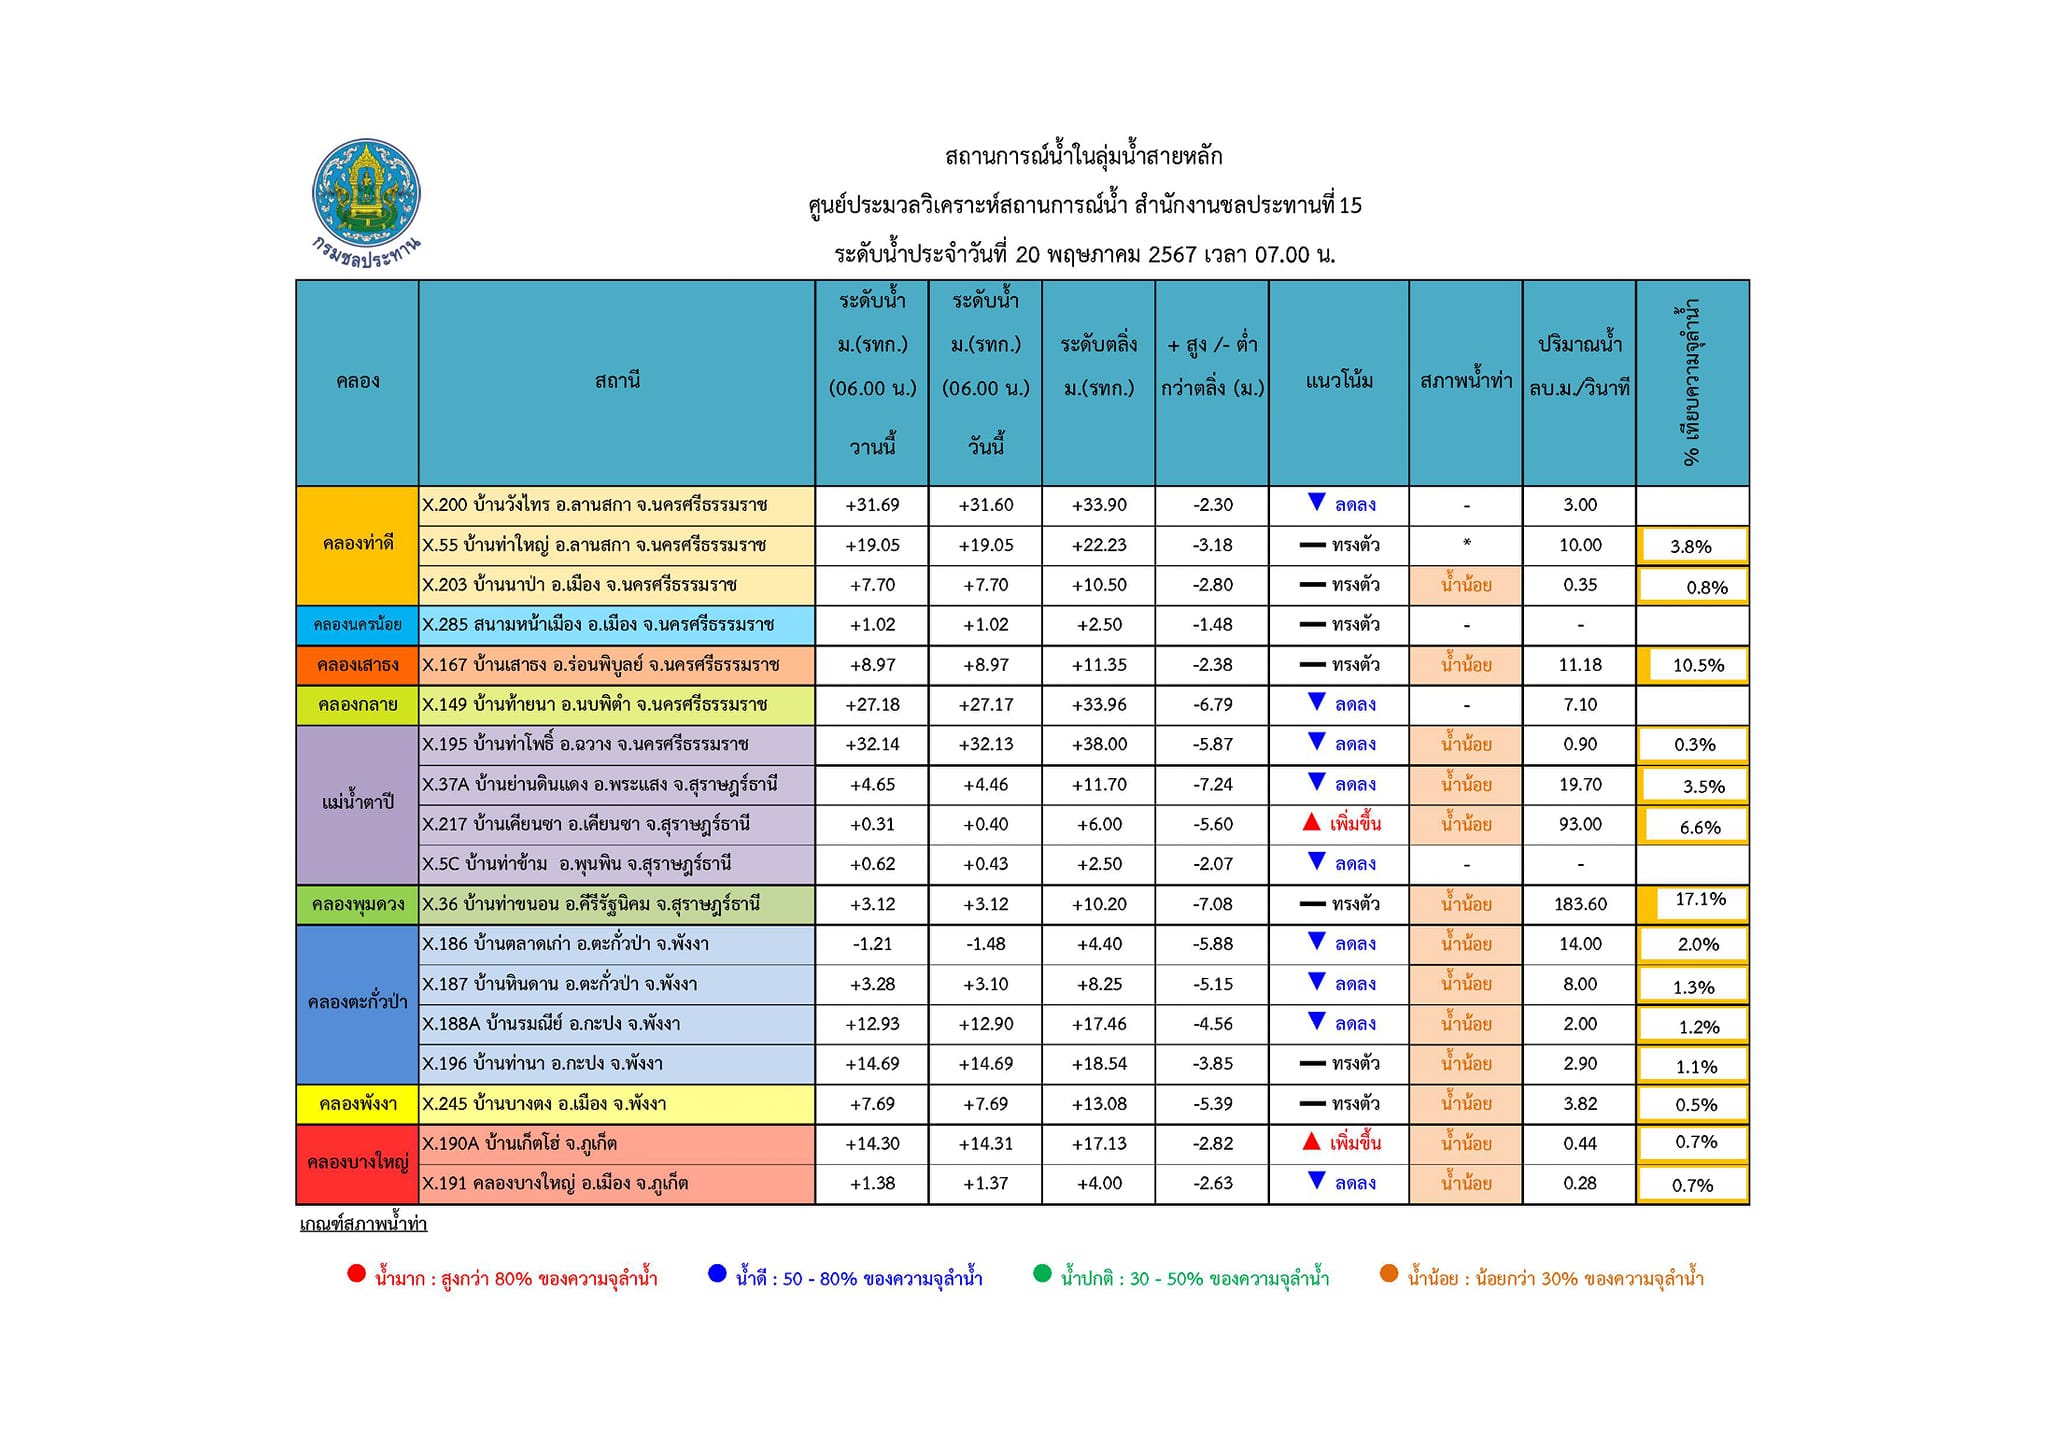 สถานการณ์น้ำในลุ่มน้ำสายหลัก
ศูนย์ประมวลวิเคราะห์สถานการณ์น้ำ สำนักงานชลประทานที่ 15
ระดับน้ำประจำวันที่ 20 พฤษภาคม 2567 เวลา 07.00 น.
กรมชลประทาน
คลอง สถานี ระดับน้ำ ม.(รทก.) (06.00 น.) วานนี้ ระดับน้ำ ม.(รทก.) (06.00 น.) วันนี้ ระดับตลิ่ง ม.(รทก.) + สูง /- ต่ำ กว่าตลิ่ง (ม.) แนวโน้ม สภาพน้ำท่า ปริมาณน้ำ ลบ.ม./วินาที % เทียบความจุลำน้ำ
คลองท่าดี X.200 บ้านวังไทร อ.ลานสกา จ.นครศรีธรรมราช +31.69 +31.60 +33.90 -2.30 ▼ ลดลง - 3.00
X.55 บ้านท่าใหญ่ อ.ลานสกา จ.นครศรีธรรมราช +19.05 +19.05 +22.23 -3.18 ทรงตัว * 10.00 3.8%
X.203 บ้านนาป่า อ.เมือง จ.นครศรีธรรมราช +7.70 +7.70 +10.50 -2.80 ทรงตัว น้ำน้อย 0.35 0.8%
คลองนครน้อย X.285 สนามหน้าเมือง อ.เมือง จ.นครศรีธรรมราช +1.02 +1.02 +2.50 -1.48 ทรงตัว - -
คลองเสาธง X.167 บ้านเสาธง อ.ร่อนพิบูลย์ จ.นครศรีธรรมราช +8.97 +8.97 +11.35 -2.38 ทรงตัว น้ำน้อย 11.18 10.5%
คลองกลาย X.149 บ้านท้ายนา อ.นบพิตำ จ.นครศรีธรรมราช +27.18 +27.17 +33.96 -6.79 ▼ ลดลง - 7.10
แม่น้ำตาปี X.195 บ้านท่าโพธิ์ อ.ฉวาง จ.นครศรีธรรมราช +32.14 +32.13 +38.00 -5.87 ▼ ลดลง น้ำน้อย 0.90 0.3%
X.37A บ้านย่านดินแดง อ.พระแสง จ.สุราษฎร์ธานี +4.65 +4.46 +11.70 -7.24 ▼ ลดลง น้ำน้อย 19.70 3.5%
X.217 บ้านเคียนซา อ.เคียนซา จ.สุราษฎร์ธานี +0.31 +0.40 +6.00 -5.60 ▲ เพิ่มขึ้น น้ำน้อย 93.00 6.6%
X.5C บ้านท่าข้าม อ.พุนพิน จ.สุราษฎร์ธานี +0.62 +0.43 +2.50 -2.07 ▼ ลดลง - -
คลองพุมดวง X.36 บ้านท่าขนอน อ.คีรีรัฐนิคม จ.สุราษฎร์ธานี +3.12 +3.12 +10.20 -7.08 ทรงตัว น้ำน้อย 183.60 17.1%
คลองตะกั่วป่า X.186 บ้านตลาดเก่า อ.ตะกั่วป่า จ.พังงา -1.21 -1.48 +4.40 -5.88 ▼ ลดลง น้ำน้อย 14.00 2.0%
X.187 บ้านหินดาน อ.ตะกั่วป่า จ.พังงา +3.28 +3.10 +8.25 -5.15 ▼ ลดลง น้ำน้อย 8.00 1.3%
X.188A บ้านรมณีย์ อ.กะปง จ.พังงา +12.93 +12.90 +17.46 -4.56 ▼ ลดลง น้ำน้อย 2.00 1.2%
X.196 บ้านท่านา อ.กะปง จ.พังงา +14.69 +14.69 +18.54 -3.85 ทรงตัว น้ำน้อย 2.90 1.1%
คลองพังงา X.245 บ้านบางตง อ.เมือง จ.พังงา +7.69 +7.69 +13.08 -5.39 ทรงตัว น้ำน้อย 3.82 0.5%
คลองบางใหญ่ X.190A บ้านเก็ตโฮ่ จ.ภูเก็ต +14.30 +14.31 +17.13 -2.82 ▲ เพิ่มขึ้น น้ำน้อย 0.44 0.7%
X.191 คลองบางใหญ่ อ.เมือง จ.ภูเก็ต +1.38 +1.37 +4.00 -2.63 ▼ ลดลง น้ำน้อย 0.28 0.7%
เกณฑ์สภาพน้ำท่า
น้ำมาก : สูงกว่า 80% ของความจุลำน้ำ น้ำดี : 50 - 80% ของความจุลำน้ำ น้ำปกติ : 30 - 50% ของความจุลำน้ำ น้ำน้อย : น้อยกว่า 30% ของความจุลำน้ำ